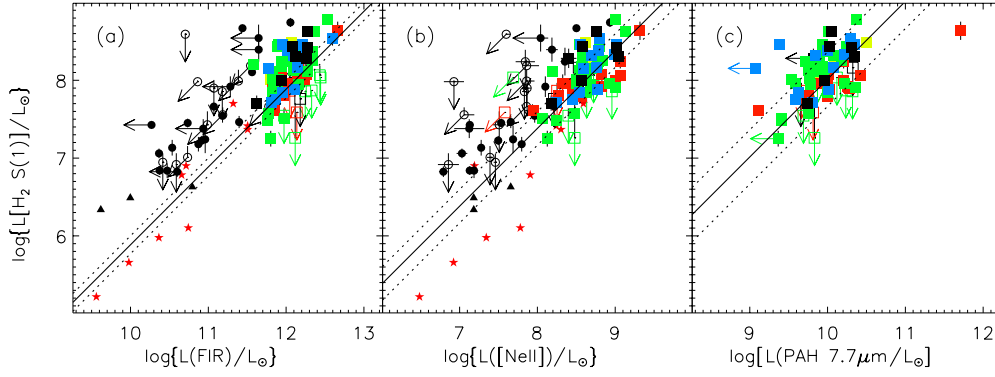 (a)
(b)
(c)
log{L[H₂ S(1)]/L⊙}
8
7
6
10 11 12 13
7 8 9
9 10 11 12
log{L(FIR)/L⊙}
log{L([NeII])/L⊙}
log[L(PAH 7.7μm/L⊙]